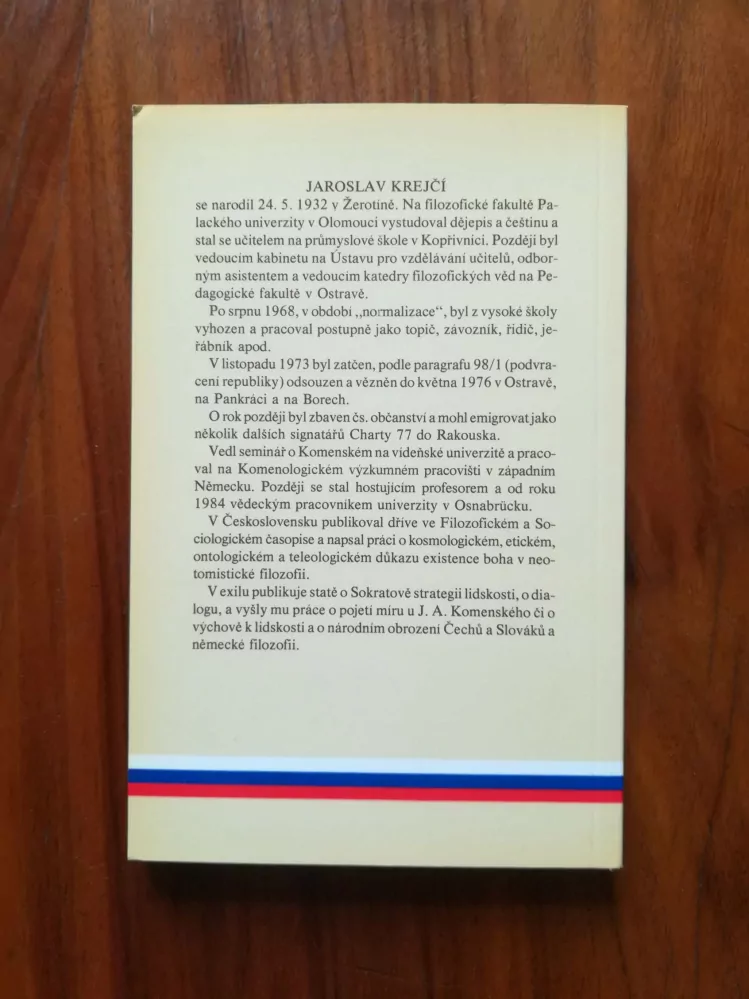 JAROSLAV KREJČÍ
se narodil 24. 5. 1932 v Žerotíně. Na filozofické fakultě Pa-
lackého univerzity v Olomouci vystudoval dějepis a češtinu a
stal se učitelem na průmyslové škole v Kopřivnici. Později byl
vedoucím kabinetu na Ústavu pro vzdělávání učitelů, odbor-
ným asistentem a vedoucím katedry filozofických věd na Pe-
dagogické fakultě v Ostravě.
Po srpnu 1968, v období „normalizace“, byl z vysoké školy
vyhozen a pracoval postupně jako topič, závozník, řidič, je-
řábník apod.
V listopadu 1973 byl zatčen, podle paragrafu 98/1 (podvra-
cení republiky) odsouzen a vězněn do května 1976 v Ostravě,
na Pankráci a na Borech.
O rok později byl zbaven čs. občanství a mohl emigrovat jako
několik dalších signatářů Charty 77 do Rakouska.
Vedl seminář o Komenském na vídeňské univerzitě a praco-
val na Komenologickém výzkumném pracovišti v západním
Německu. Později se stal hostujícím profesorem a od roku
1984 vědeckým pracovníkem univerzity v Osnabrücku.
V Československu publikoval dříve ve Filozofickém a So-
ciologickém časopise a napsal práci o kosmologickém, etickém,
ontologickém a teleologickém důkazu existence boha v neo-
tomistické filozofii.
V exilu publikuje statě o Sokratově strategii lidskosti, o dia-
logu, a vyšly mu práce o pojetí míru u J. A. Komenského či o
výchově k lidskosti a o národním obrození Čechů a Slováků a
německé filozofii.